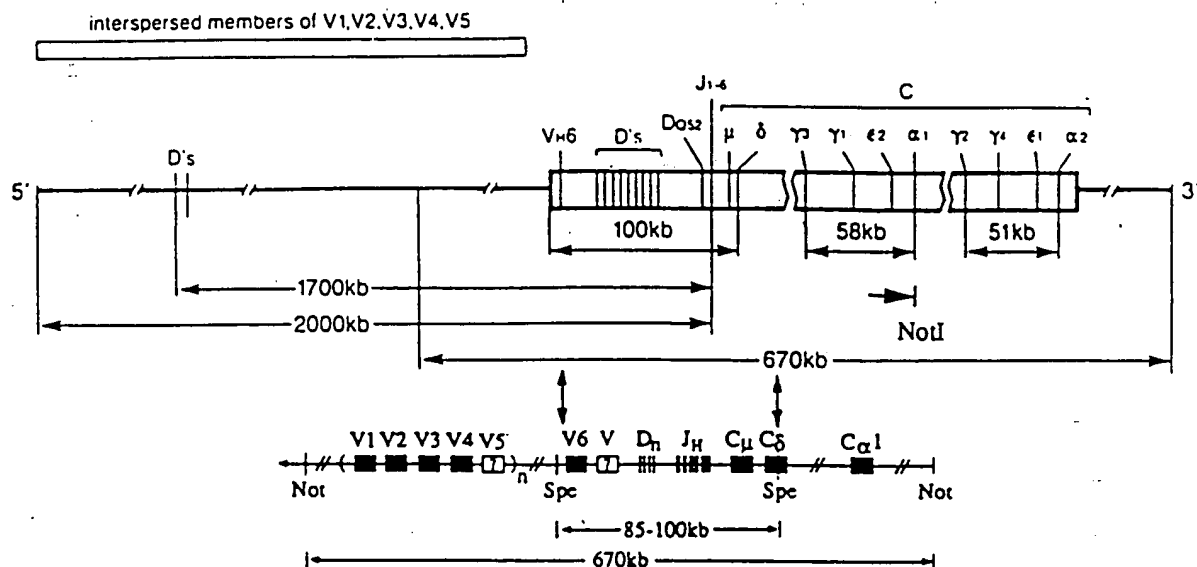 interspersed members of V1,V2,V3,V4,V5
J1-6
C
VH6 D's μ δ γ3 γ1 ε2 α1 γ2 γ4 ε1 α2
D's
5' 3'
100kb 58kb 51kb
1700kb
2000kb NotI
670kb
V1 V2 V3 V4 V5 V6 V Dn JH Cμ Cδ Cα1
( ? )n ?
Not Spe Spe Not
85-100kb
670kb